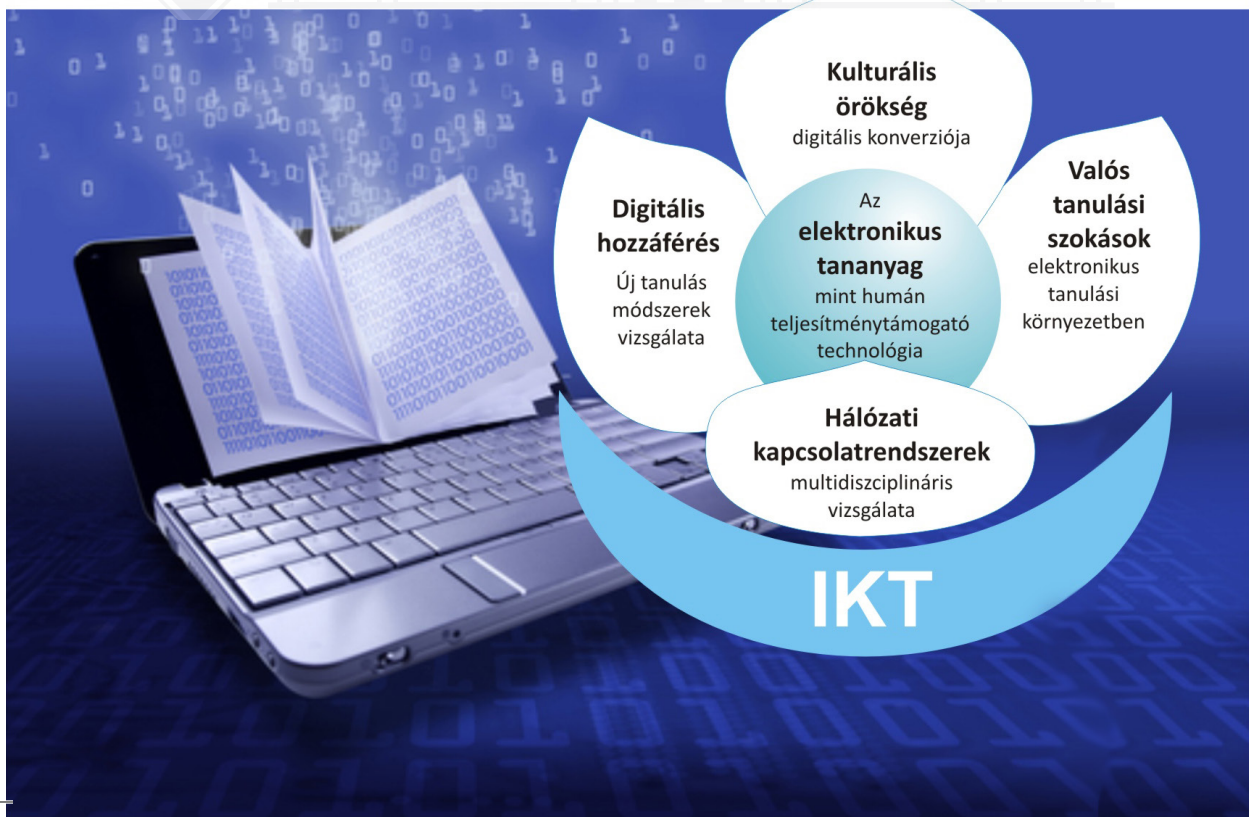 Kulturális
örökség
digitális konverziója
Digitális
hozzáférés
Új tanulás
módszerek
vizsgálata
Az
elektronikus
tananyag
mint humán
teljesítménytámogató
technológia
Valós
tanulási
szokások
elektronikus
tanulási
környezetben
Hálózati
kapcsolatrendszerek
multidiszciplináris
vizsgálata
IKT